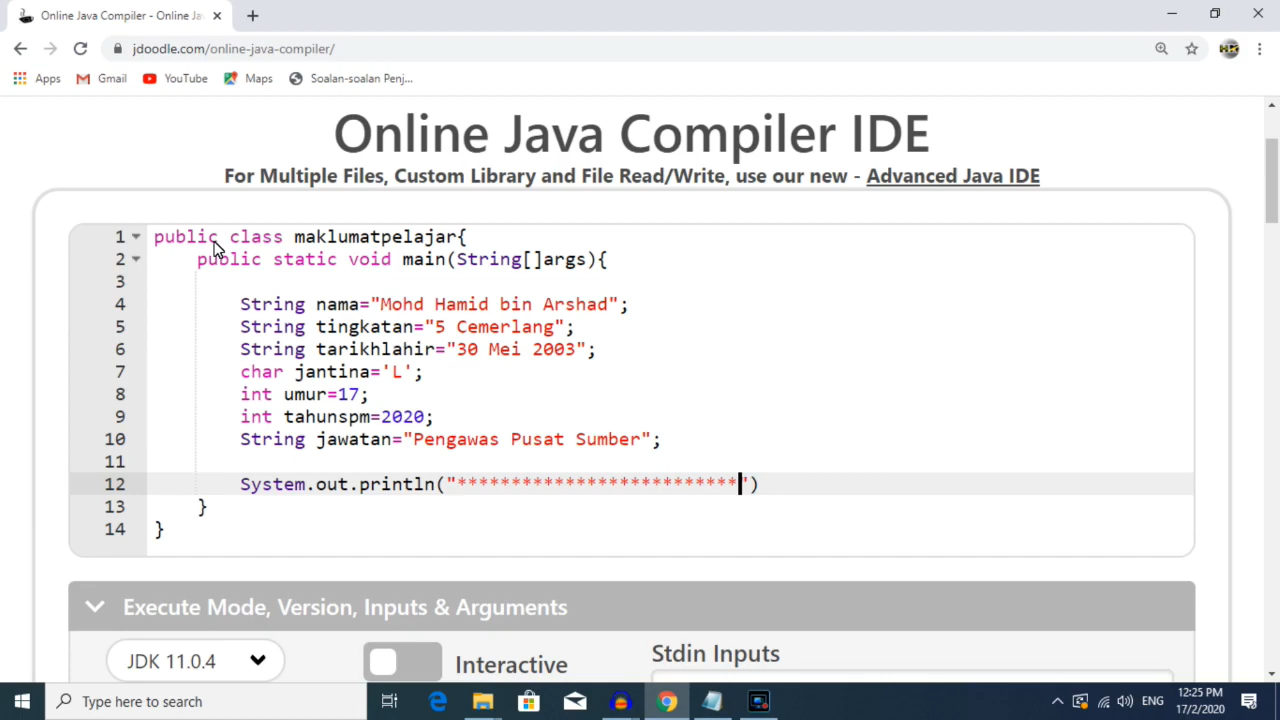 Online Java Compiler - Online Ja
jdoodle.com/online-java-compiler/
Apps Gmail YouTube Maps Soalan-soalan Penj...
Online Java Compiler IDE
For Multiple Files, Custom Library and File Read/Write, use our new - Advanced Java IDE
1 public class maklumatpelajar{
2 public static void main(String[]args){
3
4 String nama="Mohd Hamid bin Arshad";
5 String tingkatan="5 Cemerlang";
6 String tarikhlahir="30 Mei 2003";
7 char jantina='L';
8 int umur=17;
9 int tahunspm=2020;
10 String jawatan="Pengawas Pusat Sumber";
11
12 System.out.println("**************************")
13 }
14 }
Execute Mode, Version, Inputs & Arguments
JDK 11.0.4 Interactive Stdin Inputs
Type here to search
ENG
12:25 PM
17/2/2020